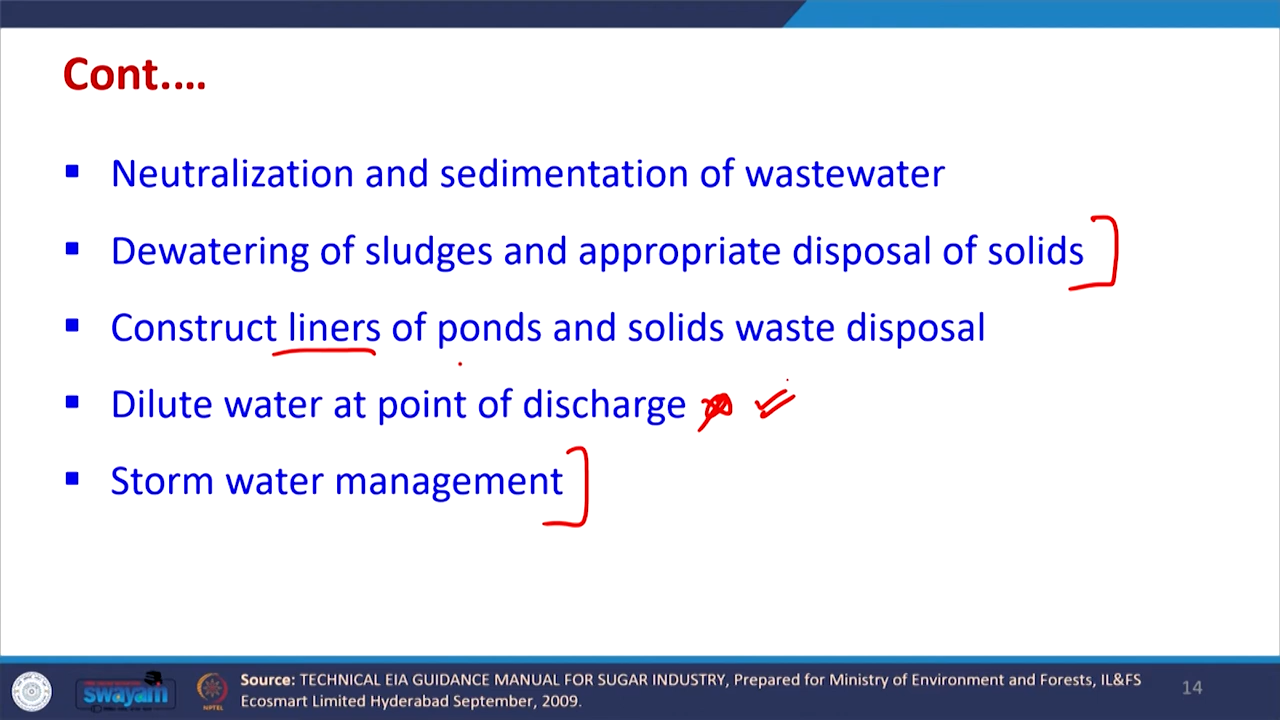 Cont....
▪ Neutralization and sedimentation of wastewater
▪ Dewatering of sludges and appropriate disposal of solids
▪ Construct liners of ponds and solids waste disposal
▪ Dilute water at point of discharge
▪ Storm water management
swayam
NPTEL
Source: TECHNICAL EIA GUIDANCE MANUAL FOR SUGAR INDUSTRY, Prepared for Ministry of Environment and Forests, IL&FS
Ecosmart Limited Hyderabad September, 2009.
14